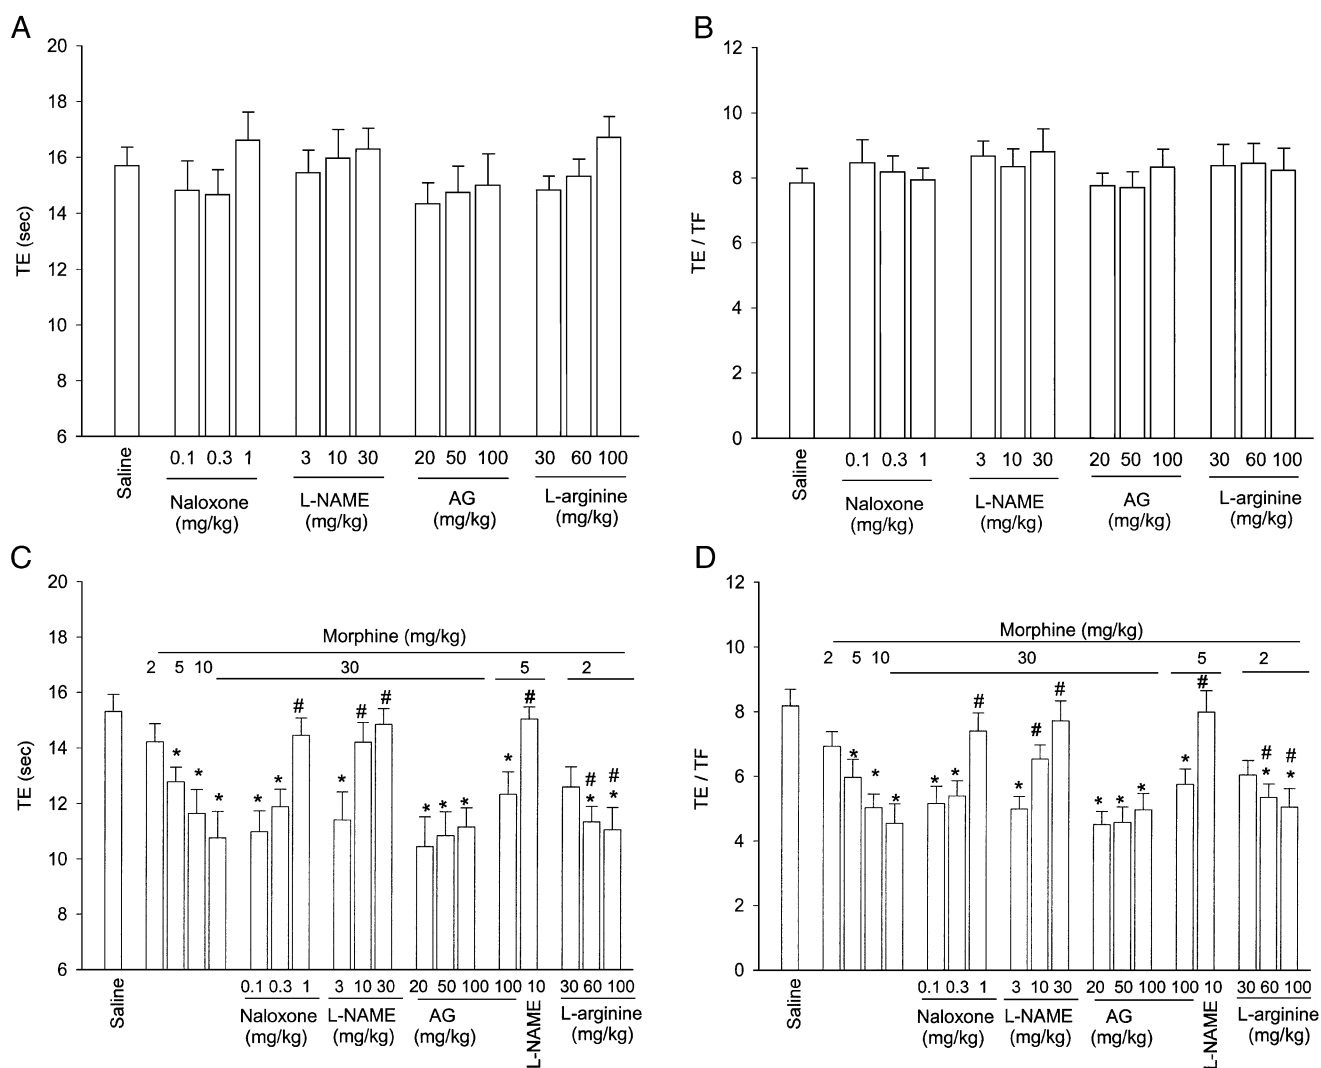 A
20
18
16
14
12
10
8
6
TE (sec)
Saline
0.1 0.3 1
3 10 30
20 50 100
30 60 100
Naloxone
(mg/kg)
L-NAME
(mg/kg)
AG
(mg/kg)
L-arginine
(mg/kg)
B
12
10
8
6
4
2
0
TE / TF
Saline
0.1 0.3 1
3 10 30
20 50 100
30 60 100
Naloxone
(mg/kg)
L-NAME
(mg/kg)
AG
(mg/kg)
L-arginine
(mg/kg)
C
20
18
16
14
12
10
8
6
TE (sec)
Morphine (mg/kg)
2 5 10 30 5 2
* * *
* * #
* # #
* * *
* #
#
*
#
*
Saline
0.1 0.3 1
3 10 30
20 50 100
100 10
30 60 100
Naloxone
(mg/kg)
L-NAME
(mg/kg)
AG
(mg/kg)
L-NAME
L-arginine
(mg/kg)
D
12
10
8
6
4
2
0
TE / TF
Morphine (mg/kg)
2 5 10 30 5 2
* * *
* * #
* # #
* * *
* #
#
*
#
*
Saline
0.1 0.3 1
3 10 30
20 50 100
100 10
30 60 100
Naloxone
(mg/kg)
L-NAME
(mg/kg)
AG
(mg/kg)
L-NAME
L-arginine
(mg/kg)